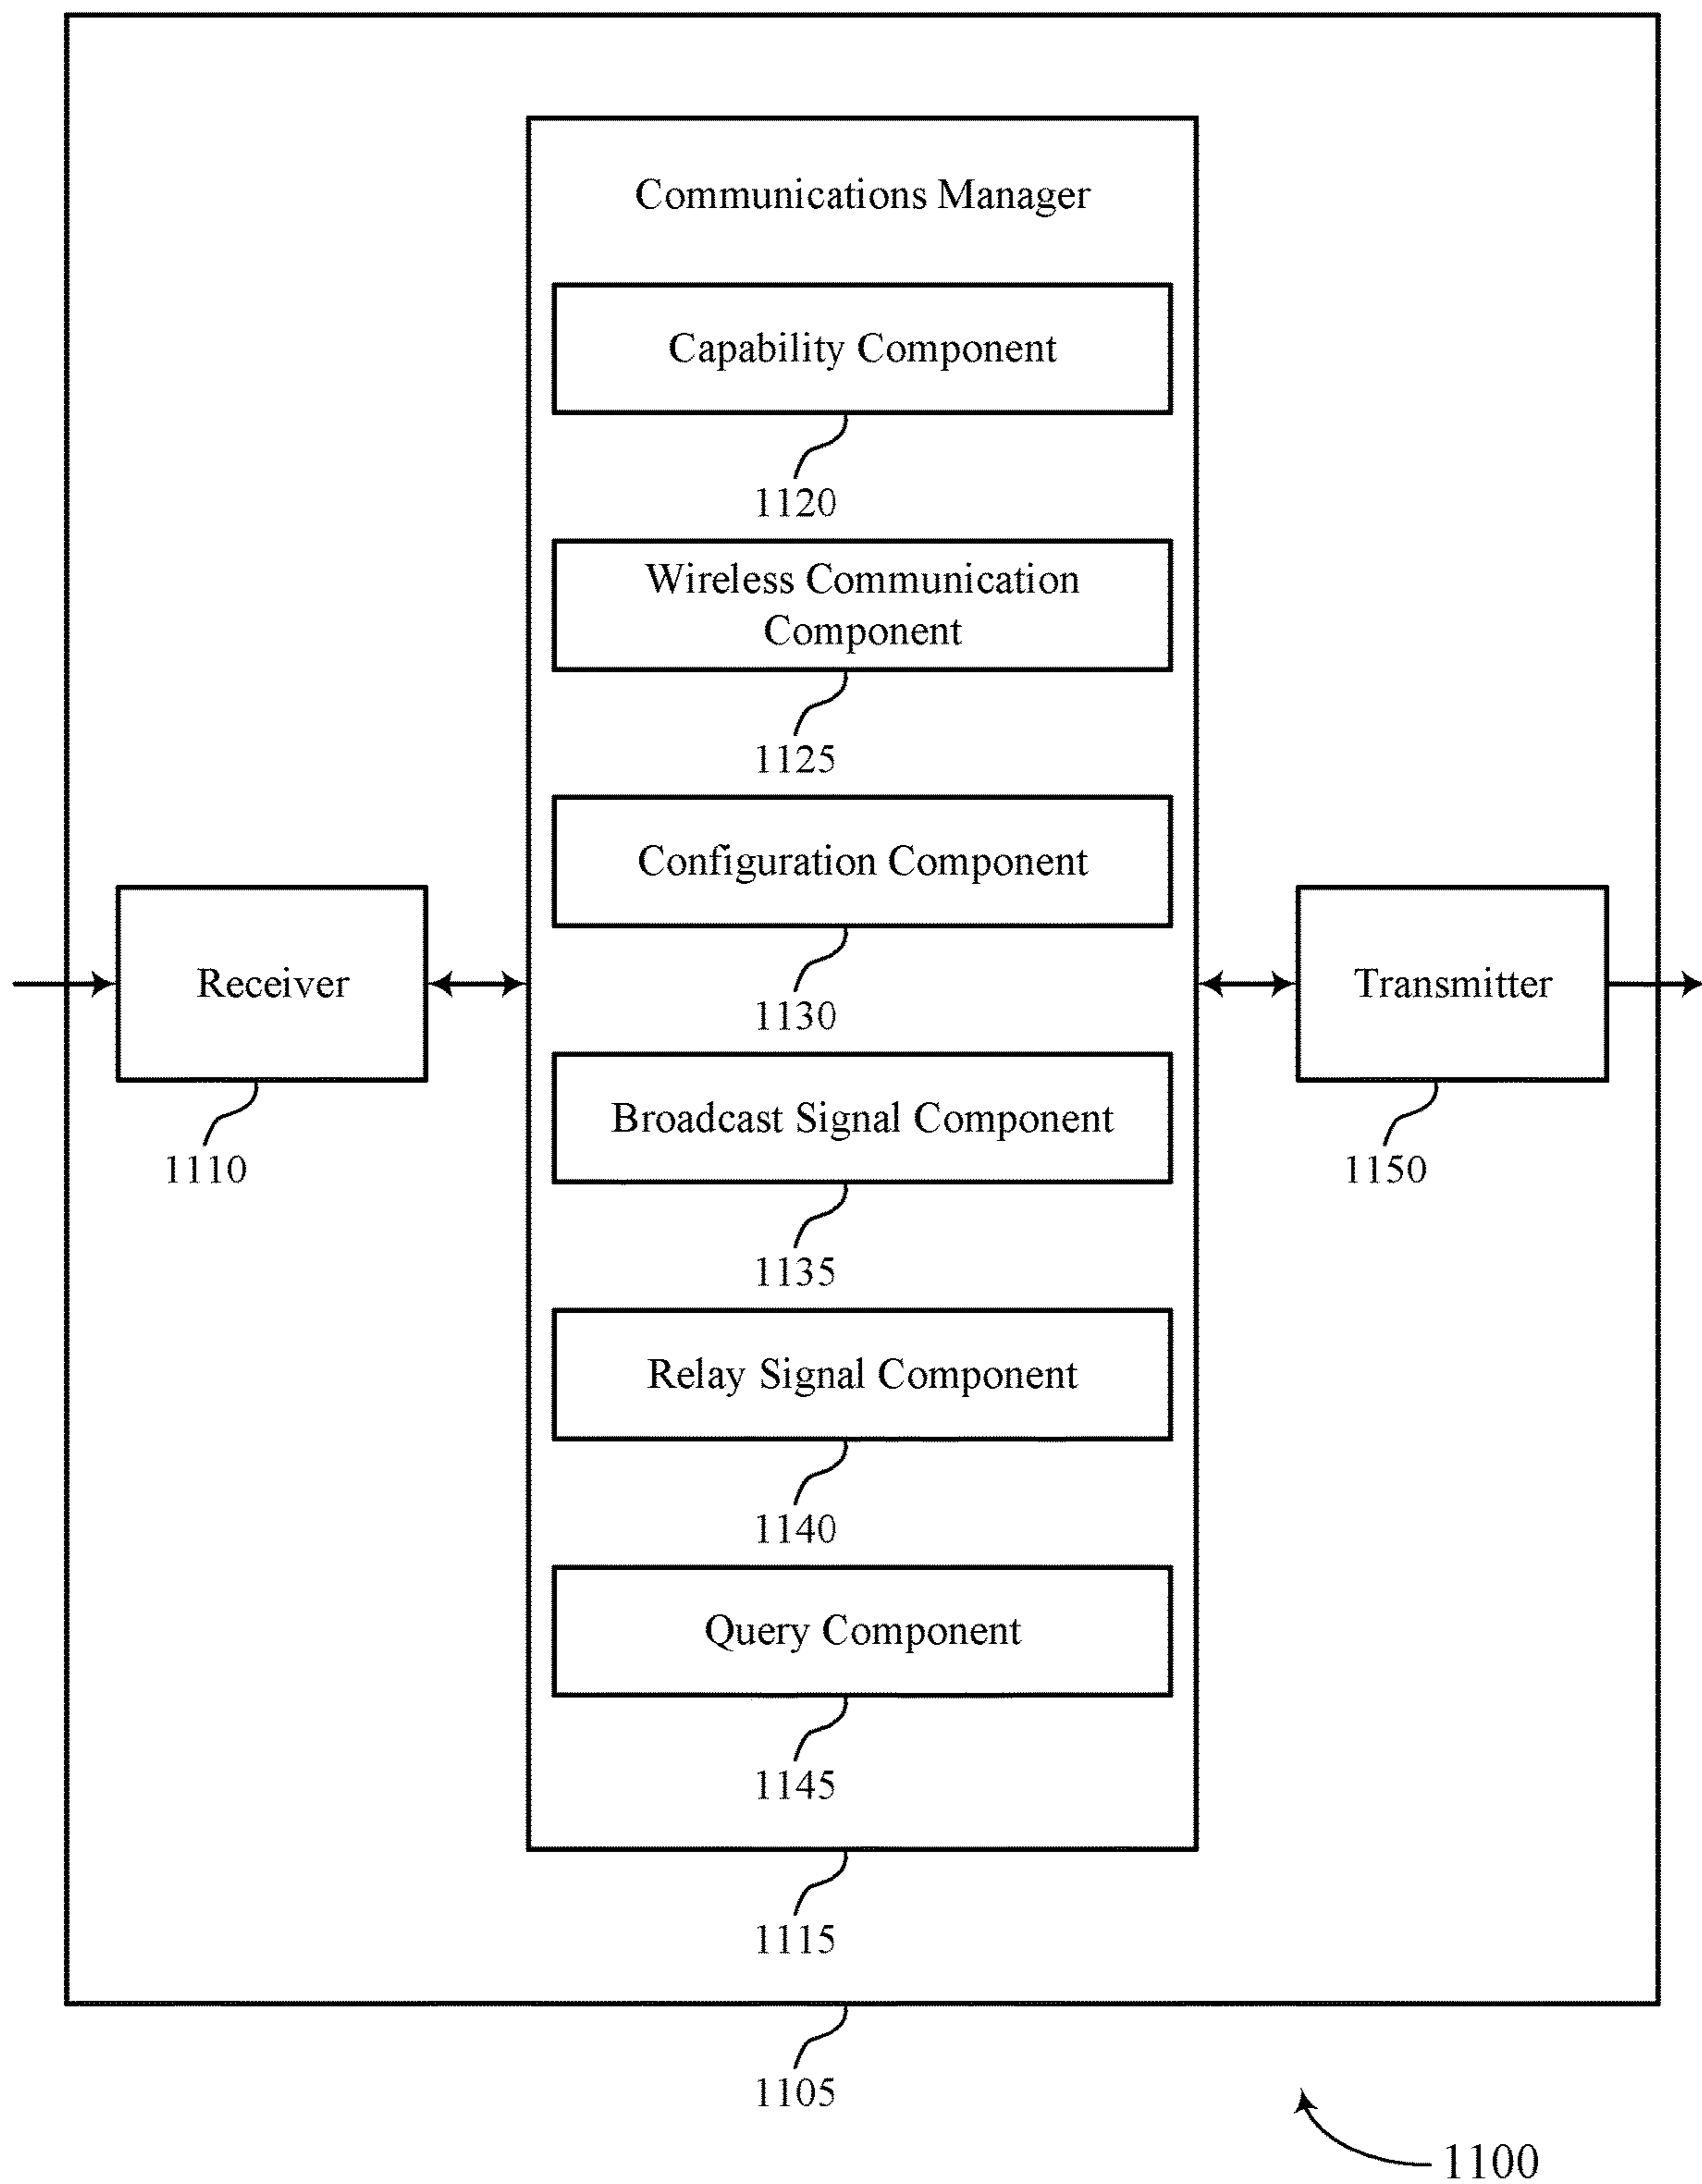 Communications Manager
Capability Component
1120
Wireless Communication
Component
1125
Configuration Component
1130
Receiver
1110
Transmitter
1150
Broadcast Signal Component
1135
Relay Signal Component
1140
Query Component
1145
1115
1105
1100